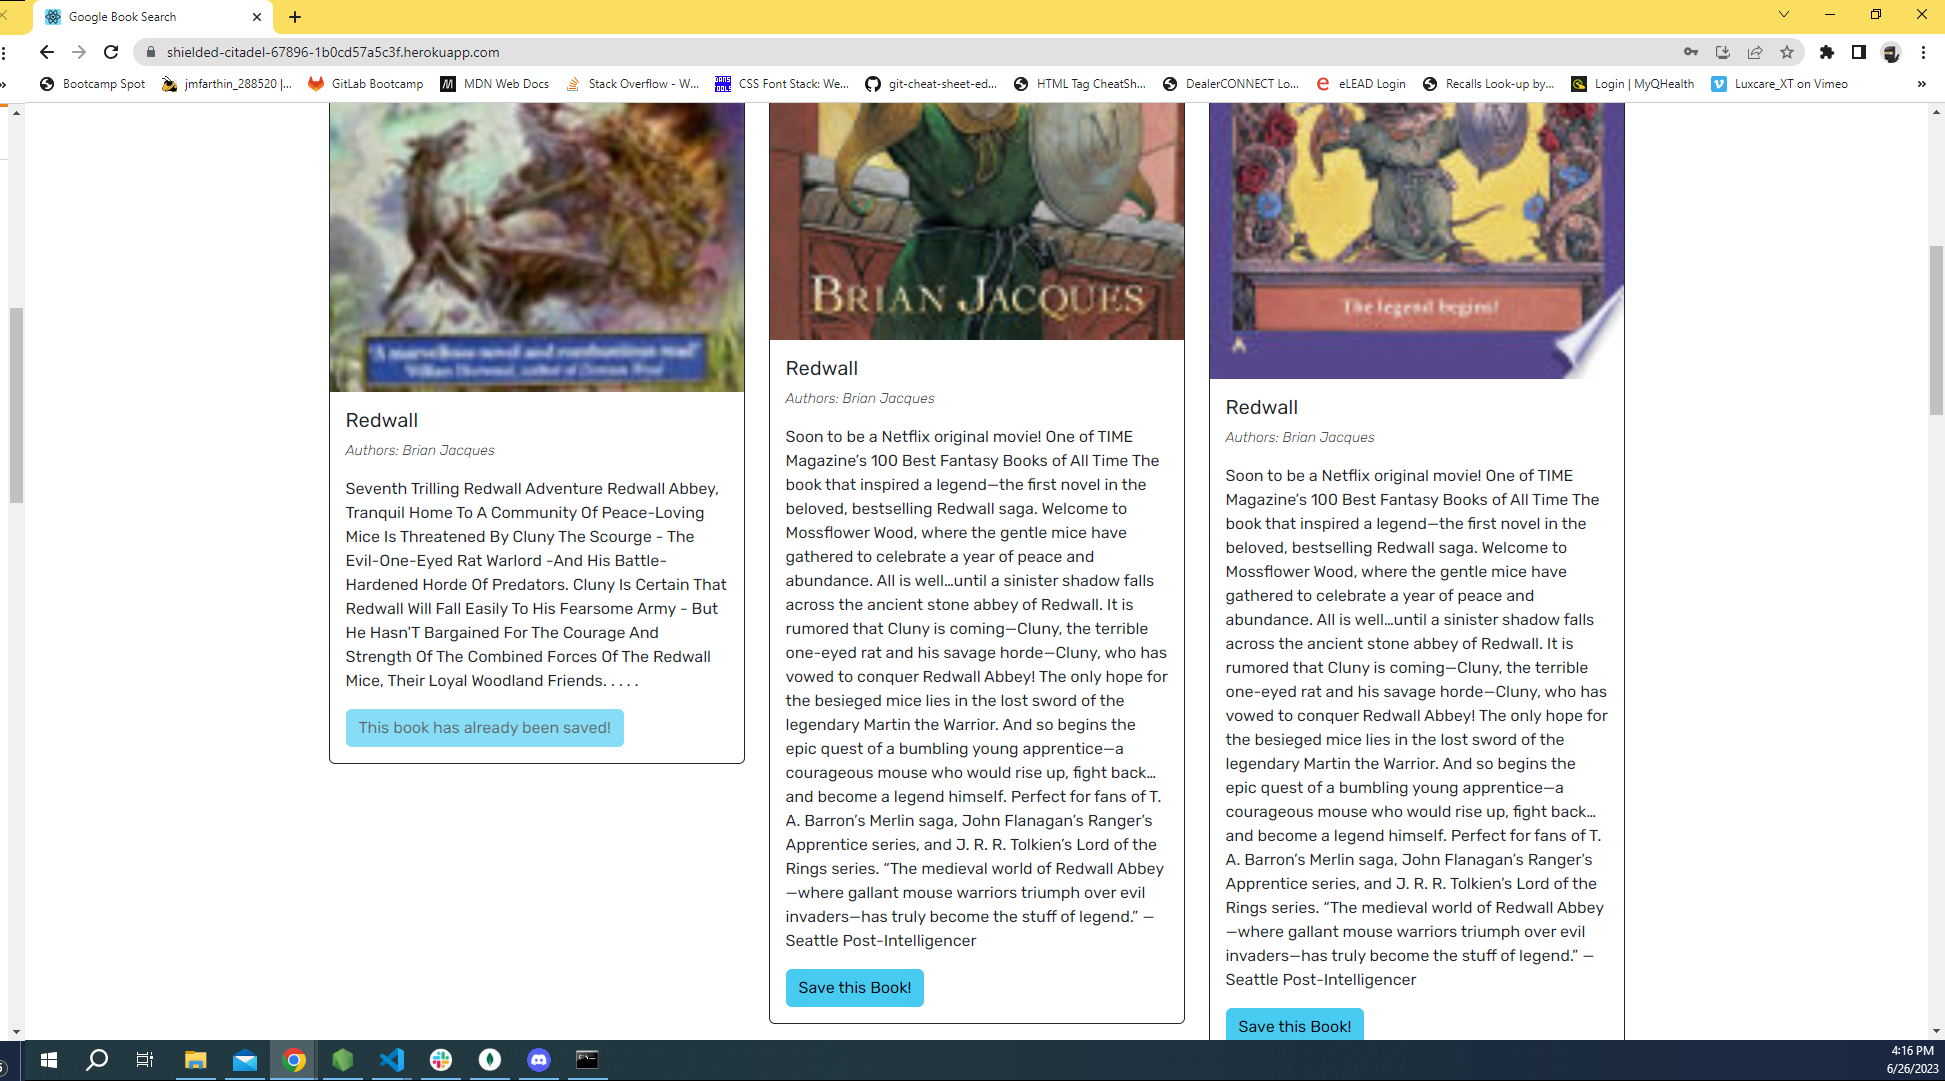 Google Book Search
shielded-citadel-67896-1b0cd57a5c3f.herokuapp.com
Bootcamp Spot
jmfarthin_288520 |...
GitLab Bootcamp
MDN Web Docs
Stack Overflow - W...
CSS Font Stack: We...
git-cheat-sheet-ed...
HTML Tag CheatSh...
DealerCONNECT Lo...
eLEAD Login
Recalls Look-up by...
Login | MyQHealth
Luxcare_XT on Vimeo
"A marvellous novel and rumbustious read"
Redwall
Authors: Brian Jacques
Seventh Trilling Redwall Adventure Redwall Abbey,
Tranquil Home To A Community Of Peace-Loving
Mice Is Threatened By Cluny The Scourge - The
Evil-One-Eyed Rat Warlord -And His Battle-
Hardened Horde Of Predators. Cluny Is Certain That
Redwall Will Fall Easily To His Fearsome Army - But
He Hasn'T Bargained For The Courage And
Strength Of The Combined Forces Of The Redwall
Mice, Their Loyal Woodland Friends. . . . .
This book has already been saved!
M
BRIAN JACQUES
Redwall
Authors: Brian Jacques
Soon to be a Netflix original movie! One of TIME
Magazine’s 100 Best Fantasy Books of All Time The
book that inspired a legend—the first novel in the
beloved, bestselling Redwall saga. Welcome to
Mossflower Wood, where the gentle mice have
gathered to celebrate a year of peace and
abundance. All is well…until a sinister shadow falls
across the ancient stone abbey of Redwall. It is
rumored that Cluny is coming—Cluny, the terrible
one-eyed rat and his savage horde—Cluny, who has
vowed to conquer Redwall Abbey! The only hope for
the besieged mice lies in the lost sword of the
legendary Martin the Warrior. And so begins the
epic quest of a bumbling young apprentice—a
courageous mouse who would rise up, fight back…
and become a legend himself. Perfect for fans of T.
A. Barron’s Merlin saga, John Flanagan’s Ranger’s
Apprentice series, and J. R. R. Tolkien’s Lord of the
Rings series. “The medieval world of Redwall Abbey
—where gallant mouse warriors triumph over evil
invaders—has truly become the stuff of legend.” —
Seattle Post-Intelligencer
Save this Book!
The legend begins!
A
Redwall
Authors: Brian Jacques
Soon to be a Netflix original movie! One of TIME
Magazine’s 100 Best Fantasy Books of All Time The
book that inspired a legend—the first novel in the
beloved, bestselling Redwall saga. Welcome to
Mossflower Wood, where the gentle mice have
gathered to celebrate a year of peace and
abundance. All is well…until a sinister shadow falls
across the ancient stone abbey of Redwall. It is
rumored that Cluny is coming—Cluny, the terrible
one-eyed rat and his savage horde—Cluny, who has
vowed to conquer Redwall Abbey! The only hope for
the besieged mice lies in the lost sword of the
legendary Martin the Warrior. And so begins the
epic quest of a bumbling young apprentice—a
courageous mouse who would rise up, fight back…
and become a legend himself. Perfect for fans of T.
A. Barron’s Merlin saga, John Flanagan’s Ranger’s
Apprentice series, and J. R. R. Tolkien’s Lord of the
Rings series. “The medieval world of Redwall Abbey
—where gallant mouse warriors triumph over evil
invaders—has truly become the stuff of legend.” —
Seattle Post-Intelligencer
Save this Book!
4:16 PM
6/26/2023